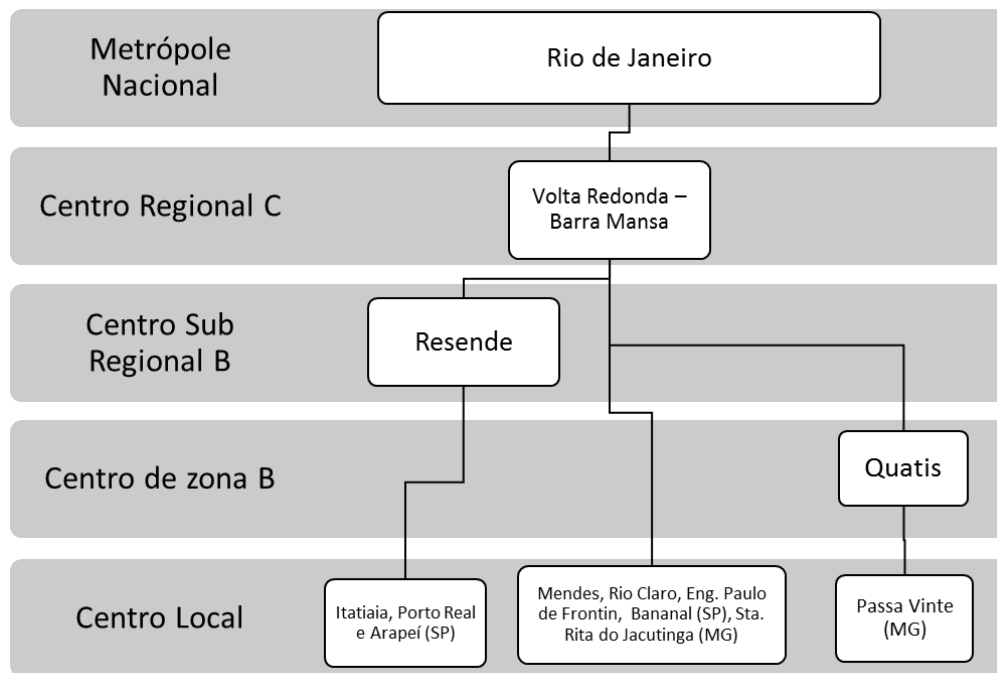 Metrópole
Nacional
Rio de Janeiro
Centro Regional C
Volta Redonda –
Barra Mansa
Centro Sub
Regional B
Resende
Centro de zona B
Quatis
Centro Local
Itatiaia, Porto Real
e Arapeí (SP)
Mendes, Rio Claro, Eng. Paulo
de Frontin, Bananal (SP), Sta.
Rita do Jacutinga (MG)
Passa Vinte
(MG)